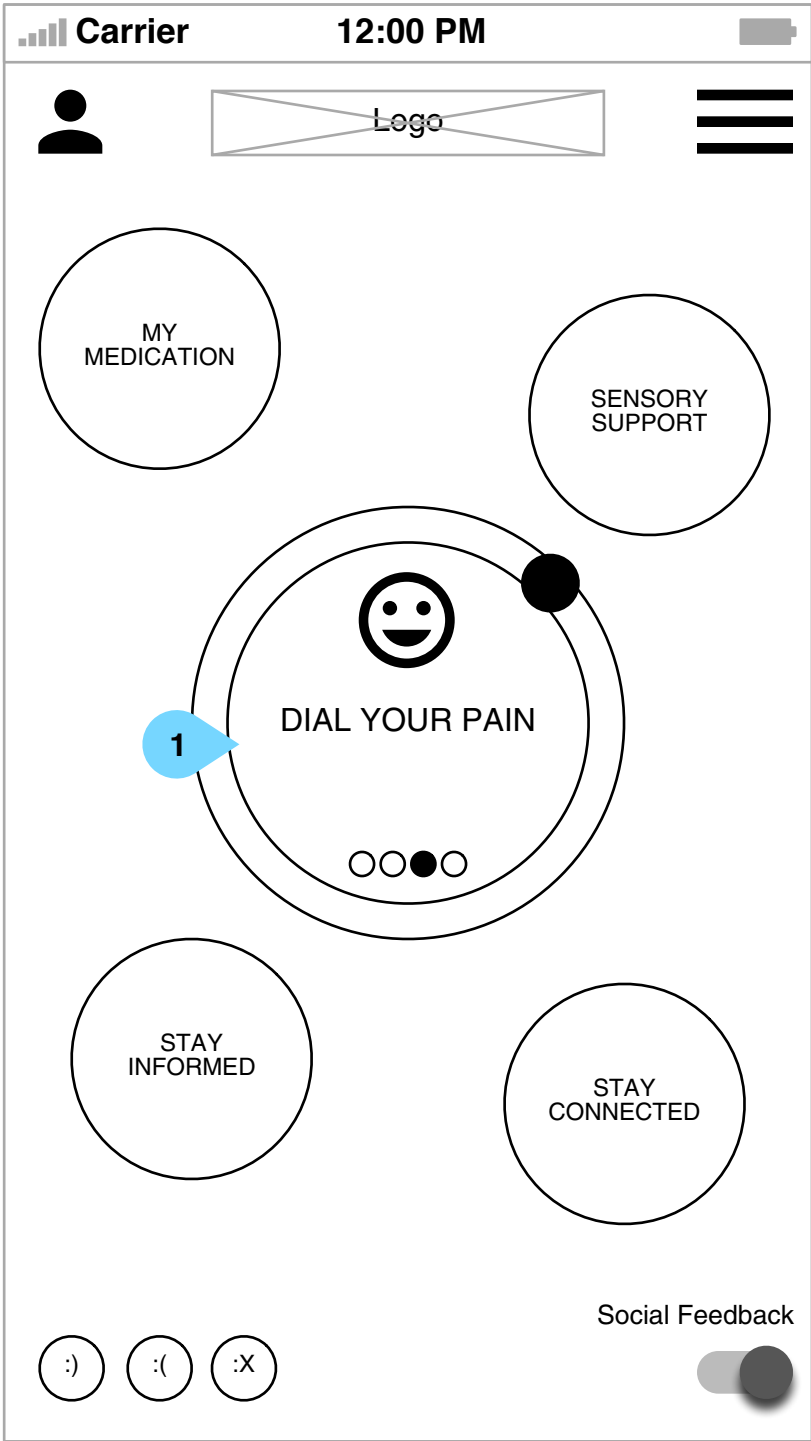 Carrier 12:00 PM
Logo
MY
MEDICATION
SENSORY
SUPPORT
DIAL YOUR PAIN
1
STAY
INFORMED
STAY
CONNECTED
Social Feedback
:) :( :X